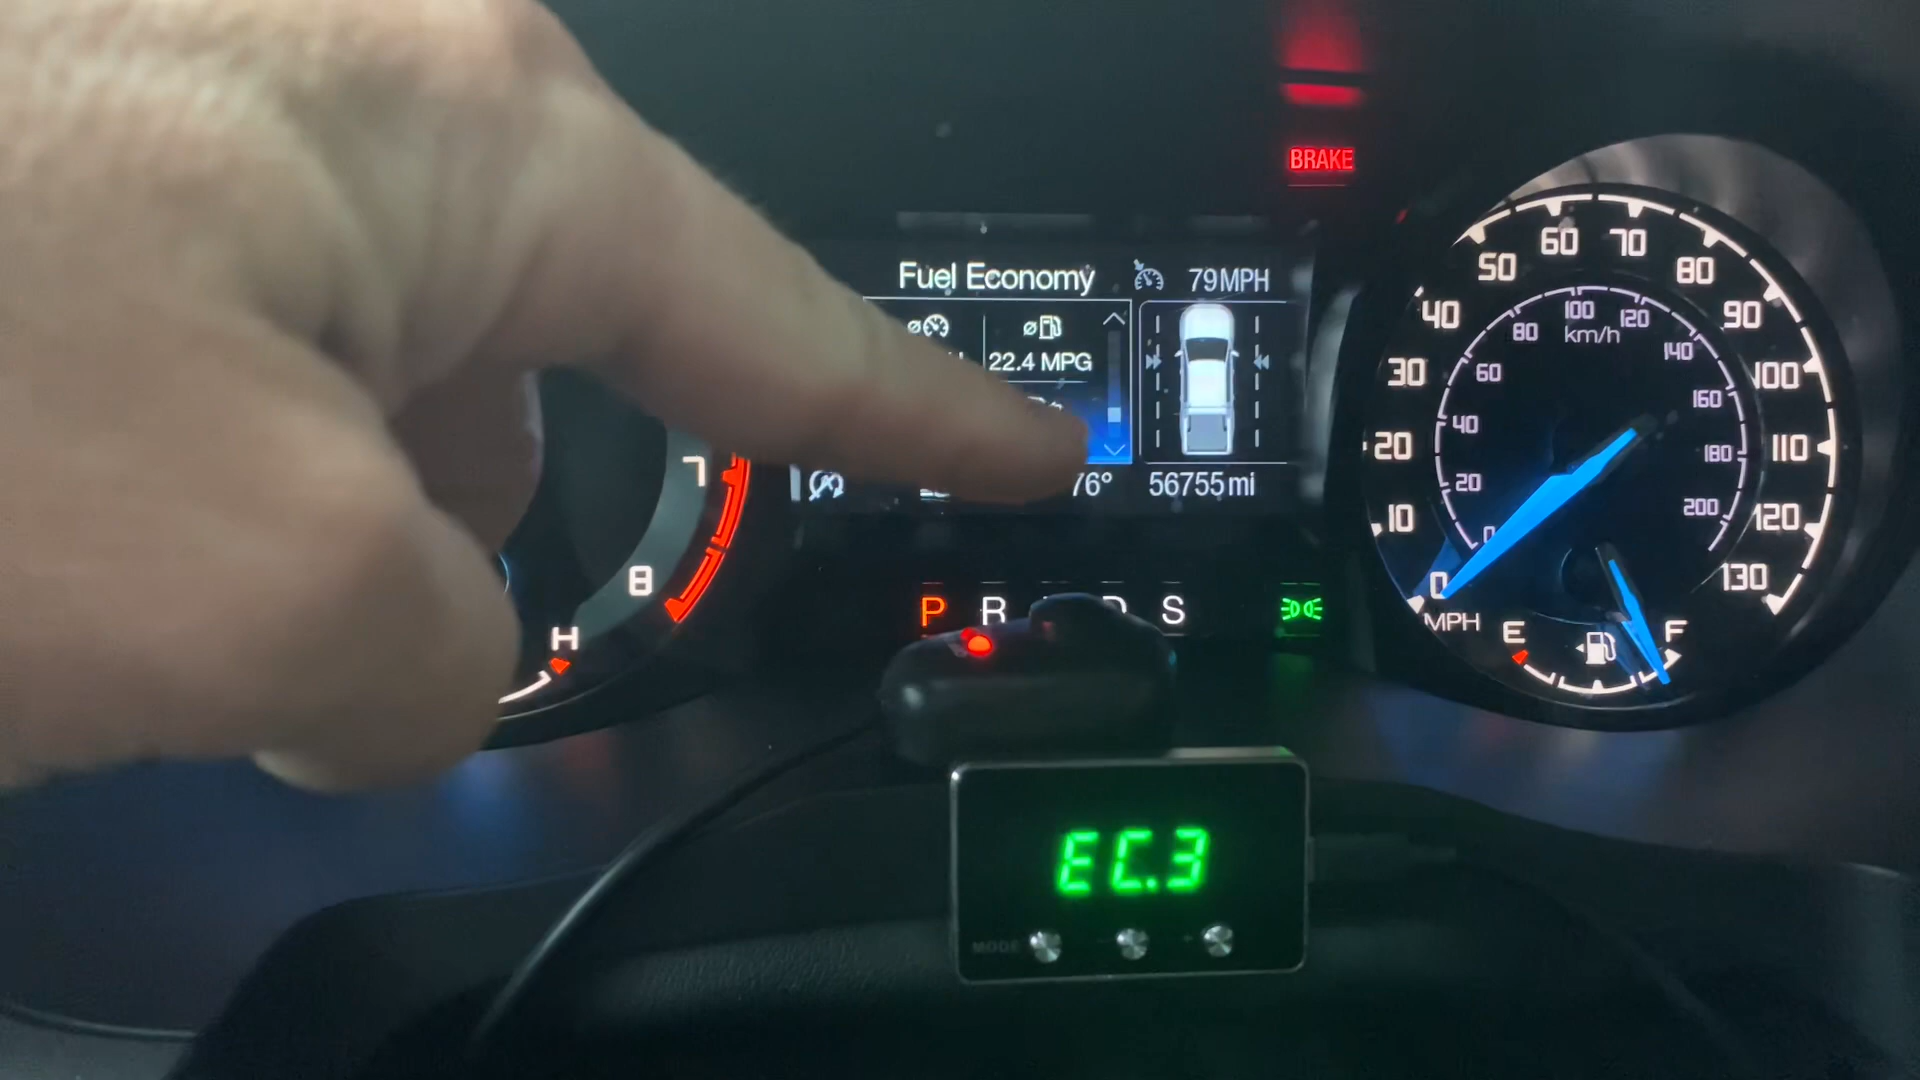 BRAKE
Fuel Economy
79MPH
22.4 MPG
76°
56755mi
P R D S
7
8
H
0
10
20
30
40
50
60
70
80
90
100
110
120
130
MPH
0
20
40
60
80
100
120
140
160
180
200
km/h
E
F
EC.3
MODE
- +